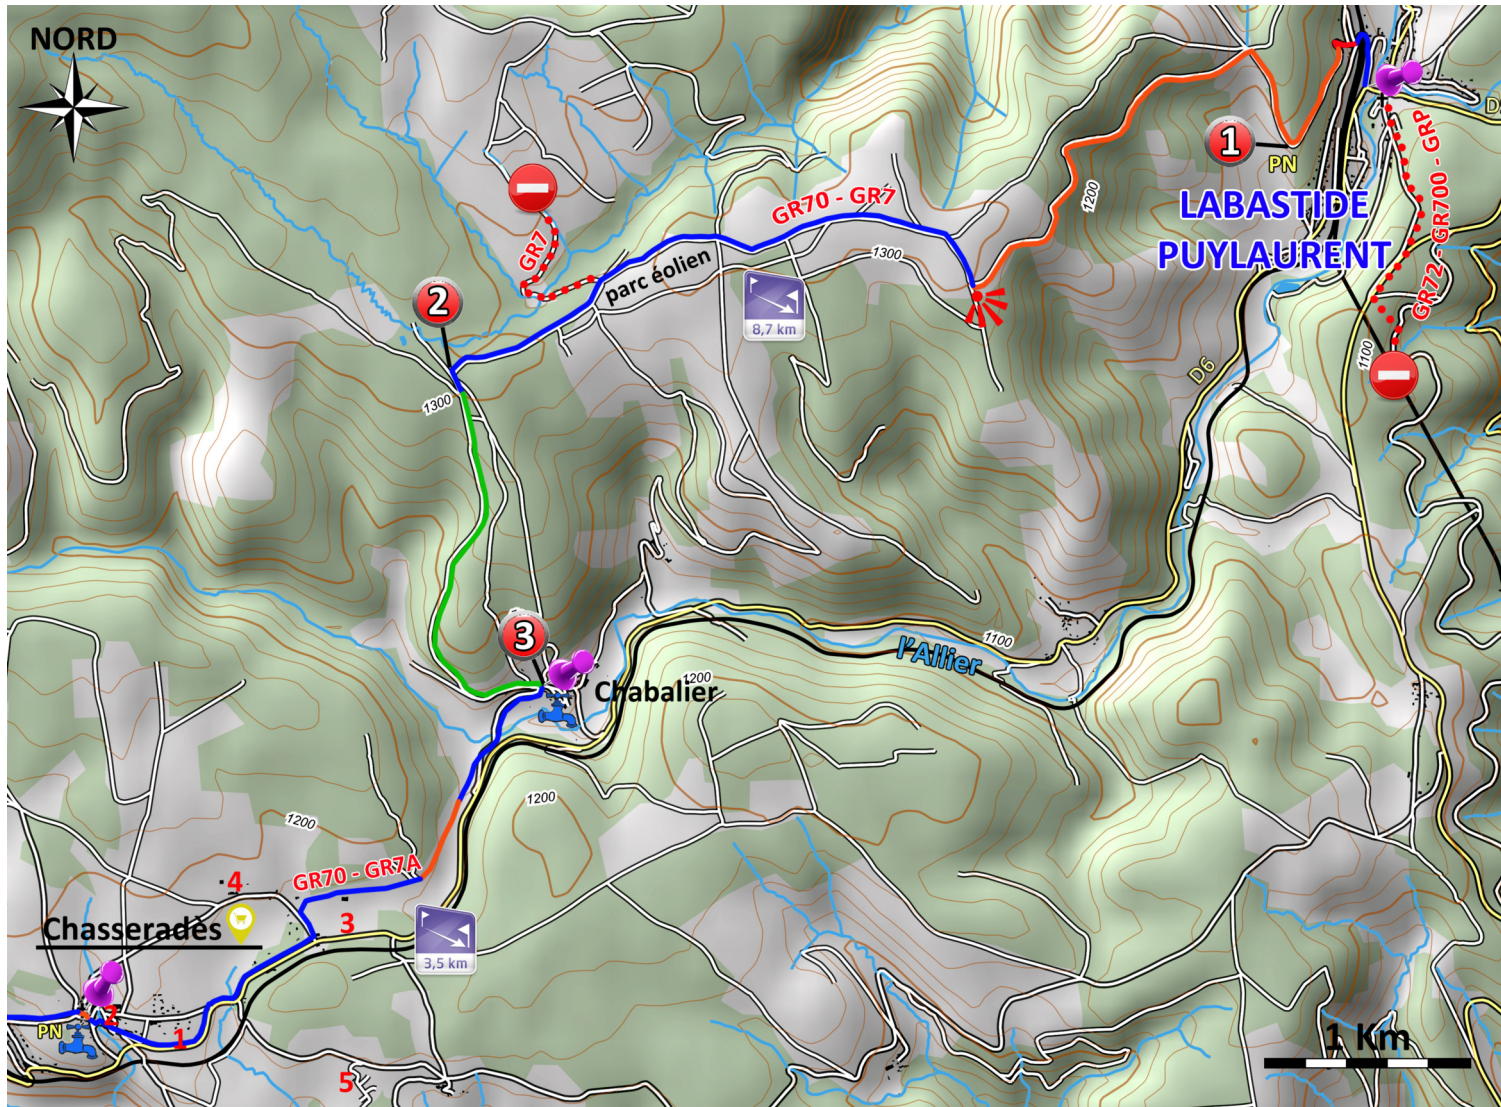 NORD
D
1
PN
GR72 - GR700 - GRP
1200
LABASTIDE
PUYLAURENT
GR70 - GR7
GR7
parc éolien
1300
2
8,7 km
1100
D6
1300
3
1100
l'Allier
Chabalier
1200
1200
1200
GR70 - GR7A
4
3
Chasseradès
3,5 km
2
PN
1
1 Km
5